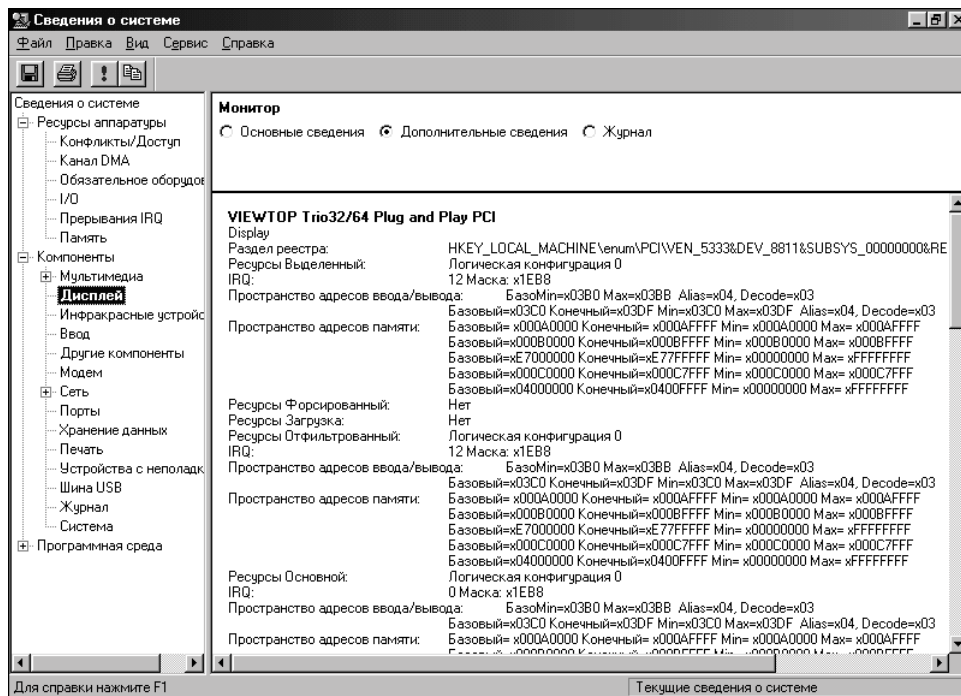 Сведения о системе
Файл Правка Вид Сервис Справка
Сведения о системе
Ресурсы аппаратуры
Конфликты/Доступ
Канал DMA
Обязательное оборудов
I/O
Прерывания IRQ
Память
Компоненты
Мультимедиа
Дисплей
Инфракрасные устройс
Ввод
Другие компоненты
Модем
Сеть
Порты
Хранение данных
Печать
Устройства с неполадк
Шина USB
Журнал
Система
Программная среда
Монитор
Основные сведения Дополнительные сведения Журнал
VIEWTOP Trio32/64 Plug and Play PCI
Display
Раздел реестра: HKEY_LOCAL_MACHINE\enum\PCI\VEN_5333&DEV_8811&SUBSYS_00000000&RE
Ресурсы Выделенный: Логическая конфигурация 0
IRQ: 12 Маска: x1EB8
Пространство адресов ввода/вывода: БазоMin=x03B0 Max=x03BB Alias=x04, Decode=x03
Базовый=x03C0 Конечный=x03DF Min=x03C0 Max=x03DF Alias=x04, Decode=x03
Пространство адресов памяти: Базовый= x000A0000 Конечный= x000AFFFF Min= x000A0000 Max= x000AFFFF
Базовый=x000B0000 Конечный=x000BFFFF Min= x000B0000 Max= x000BFFFF
Базовый=xE7000000 Конечный=xE77FFFFF Min= x00000000 Max= xFFFFFFFF
Базовый=x000C0000 Конечный=x000C7FFF Min= x000C0000 Max= x000C7FFF
Базовый=x04000000 Конечный=x0400FFFF Min= x00000000 Max= xFFFFFFFF
Ресурсы Форсированный: Нет
Ресурсы Загрузка: Нет
Ресурсы Отфильтрованный: Логическая конфигурация 0
IRQ: 12 Маска: x1EB8
Пространство адресов ввода/вывода: БазоMin=x03B0 Max=x03BB Alias=x04, Decode=x03
Базовый=x03C0 Конечный=x03DF Min=x03C0 Max=x03DF Alias=x04, Decode=x03
Пространство адресов памяти: Базовый= x000A0000 Конечный= x000AFFFF Min= x000A0000 Max= x000AFFFF
Базовый=x000B0000 Конечный=x000BFFFF Min= x000B0000 Max= x000BFFFF
Базовый=xE7000000 Конечный=xE77FFFFF Min= x00000000 Max= xFFFFFFFF
Базовый=x000C0000 Конечный=x000C7FFF Min= x000C0000 Max= x000C7FFF
Базовый=x04000000 Конечный=x0400FFFF Min= x00000000 Max= xFFFFFFFF
Ресурсы Основной: Логическая конфигурация 0
IRQ: 0 Маска: x1EB8
Пространство адресов ввода/вывода: БазоMin=x03B0 Max=x03BB Alias=x04, Decode=x03
Базовый=x03C0 Конечный=x03DF Min=x03C0 Max=x03DF Alias=x04, Decode=x03
Пространство адресов памяти: Базовый= x000A0000 Конечный= x000AFFFF Min= x000A0000 Max= x000AFFFF
Для справки нажмите F1
Текущие сведения о системе